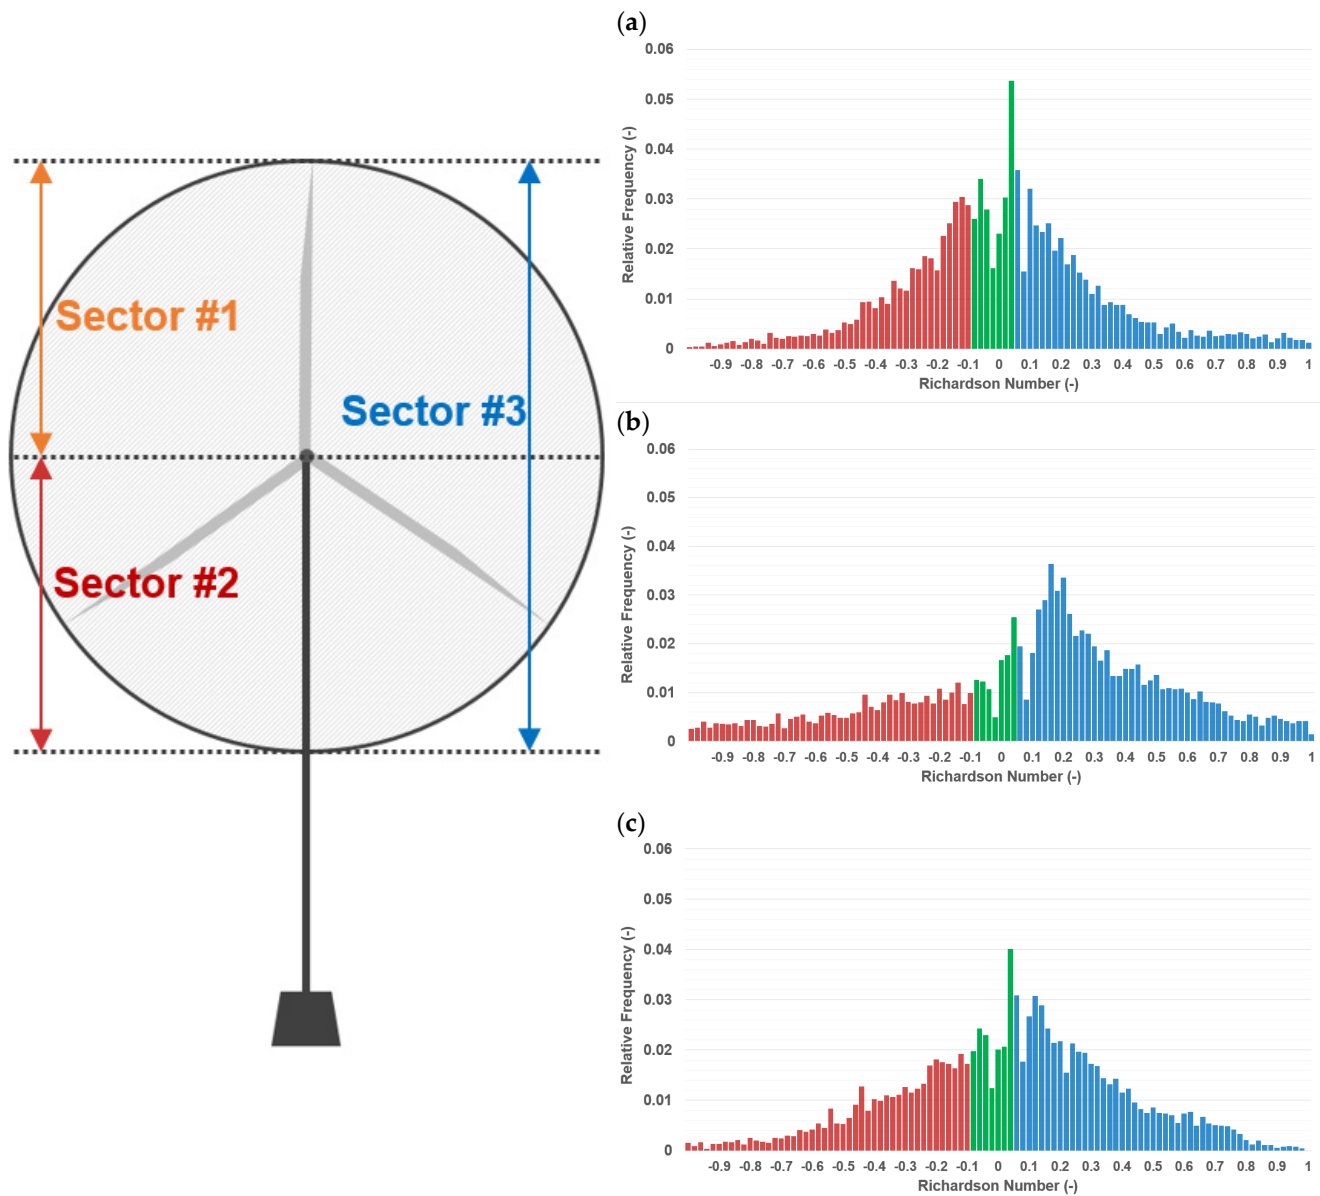 Sector #1
Sector #3
Sector #2
(a)
0.06
0.05
0.04
0.03
0.02
0.01
0
Relative Frequency (-)
-0.9 -0.8 -0.7 -0.6 -0.5 -0.4 -0.3 -0.2 -0.1 0 0.1 0.2 0.3 0.4 0.5 0.6 0.7 0.8 0.9 1
Richardson Number (-)
(b)
0.06
0.05
0.04
0.03
0.02
0.01
0
Relative Frequency (-)
-0.9 -0.8 -0.7 -0.6 -0.5 -0.4 -0.3 -0.2 -0.1 0 0.1 0.2 0.3 0.4 0.5 0.6 0.7 0.8 0.9 1
Richardson Number (-)
(c)
0.06
0.05
0.04
0.03
0.02
0.01
0
Relative Frequency (-)
-0.9 -0.8 -0.7 -0.6 -0.5 -0.4 -0.3 -0.2 -0.1 0 0.1 0.2 0.3 0.4 0.5 0.6 0.7 0.8 0.9 1
Richardson Number (-)